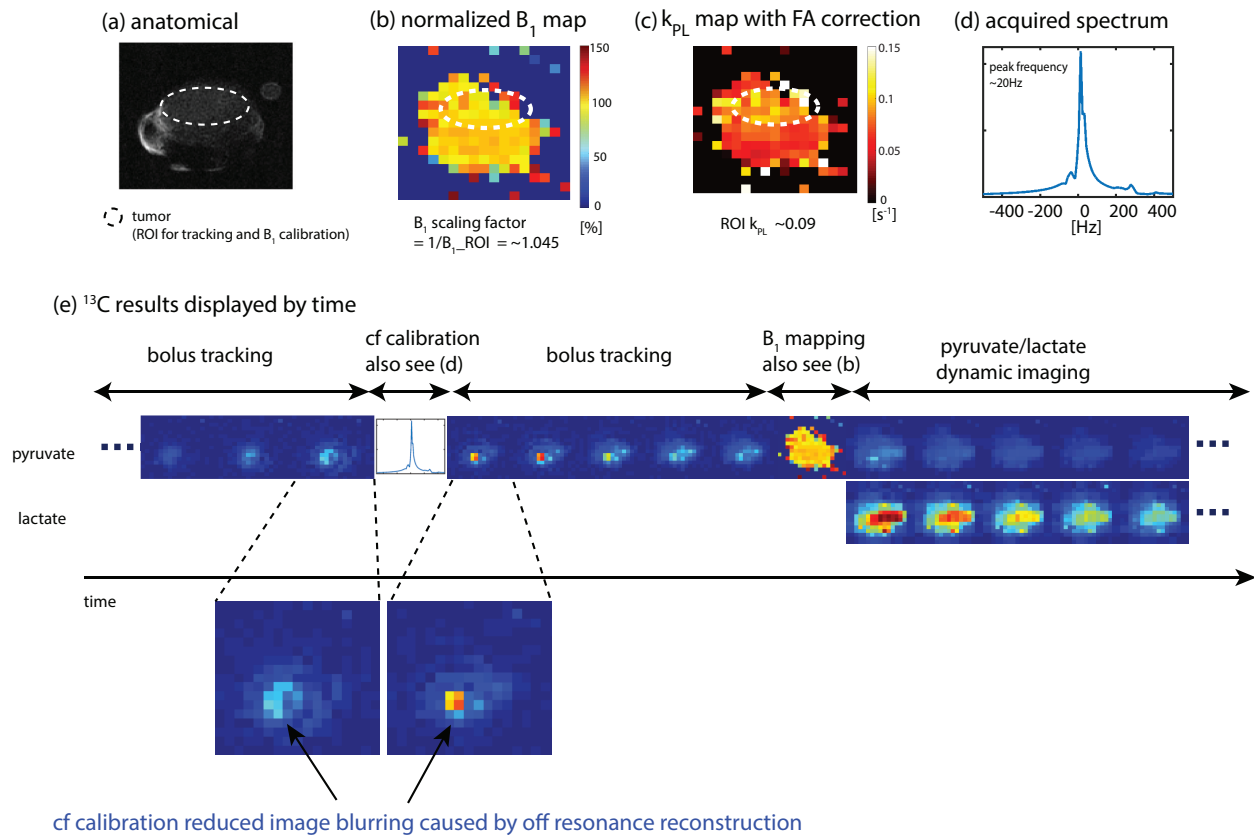 (a) anatomical
tumor
(ROI for tracking and B₁ calibration)
(b) normalized B₁ map
150
100
50
0
[%]
B₁ scaling factor
= 1/B₁_ROI = ~1.045
(c) kPL map with FA correction
0.15
0.1
0.05
0
[s⁻¹]
ROI kPL ~0.09
(d) acquired spectrum
peak frequency
~20Hz
-400 -200 0 200 400
[Hz]
(e) ¹³C results displayed by time
bolus tracking
cf calibration
also see (d)
bolus tracking
B₁ mapping
also see (b)
pyruvate/lactate
dynamic imaging
pyruvate
lactate
time
cf calibration reduced image blurring caused by off resonance reconstruction